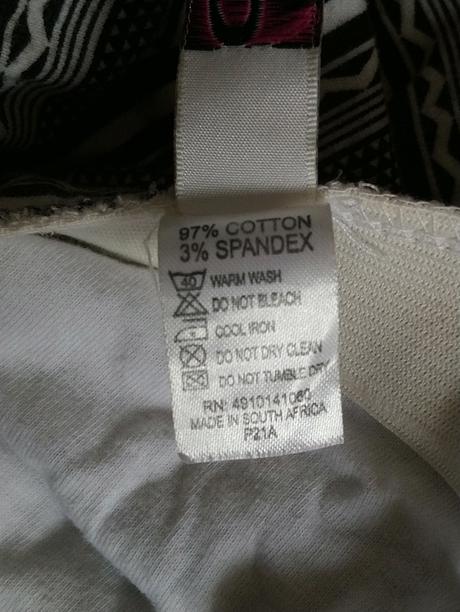 97% COTTON
3% SPANDEX
40 WARM WASH
DO NOT BLEACH
COOL IRON
DO NOT DRY CLEAN
DO NOT TUMBLE DRY
RN: 4910141060
MADE IN SOUTH AFRICA
P21A